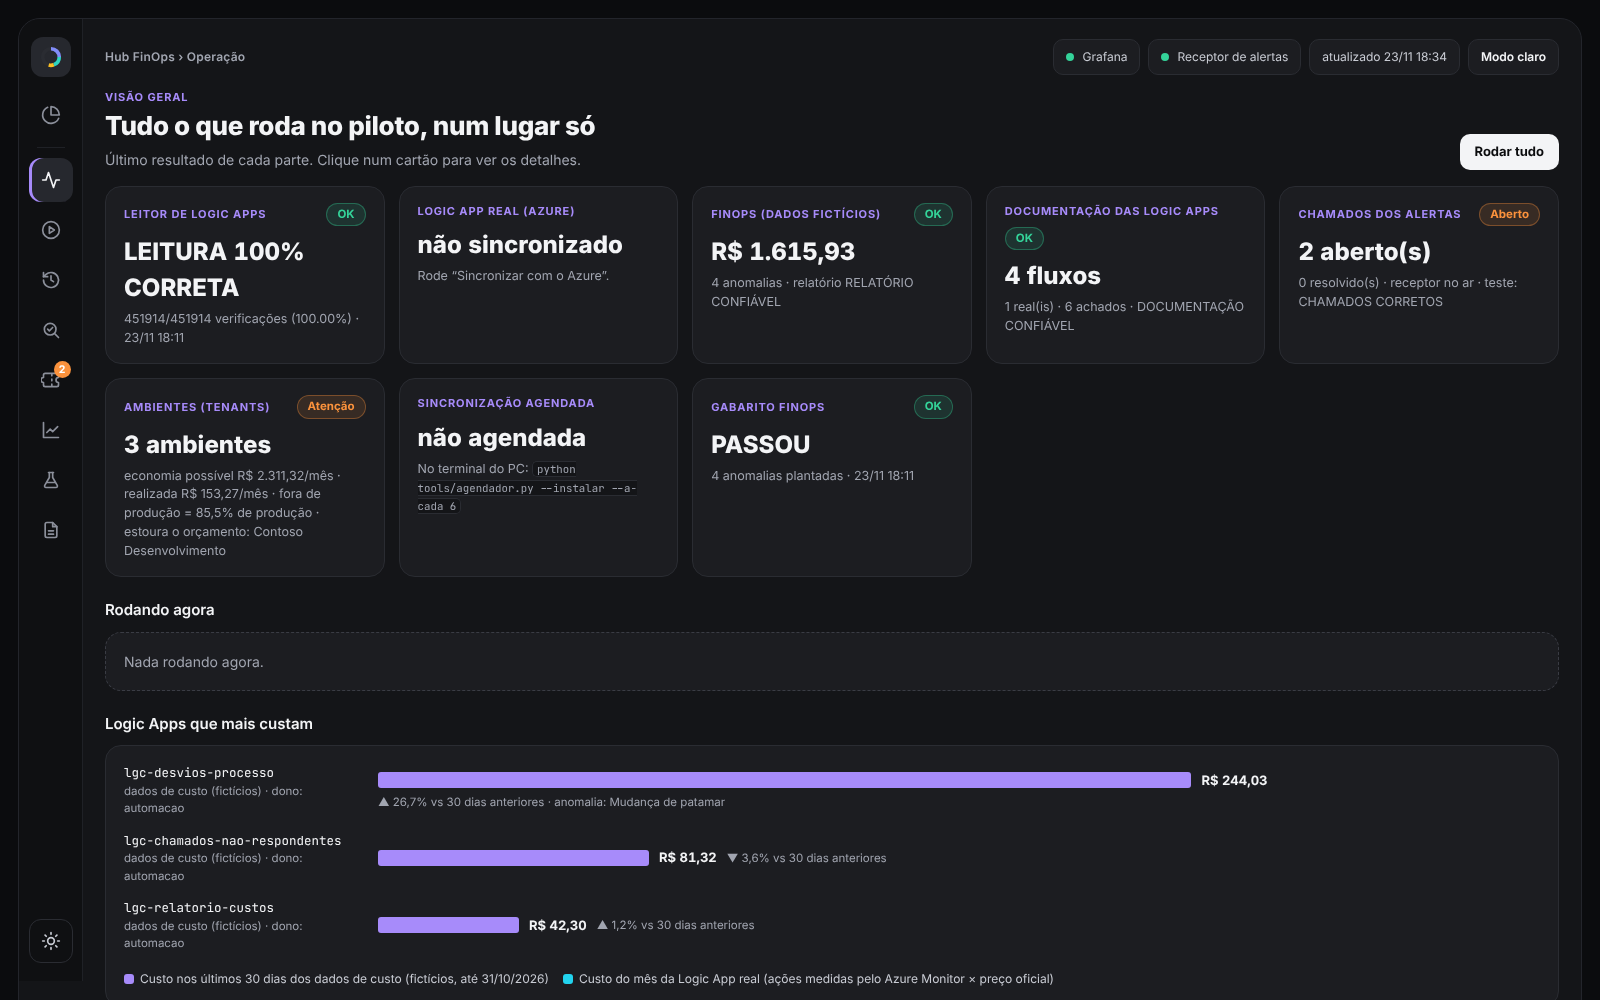 Hub FinOps › Operação
Grafana
Receptor de alertas
atualizado 23/11 18:34
Modo claro
VISÃO GERAL
Tudo o que roda no piloto, num lugar só
Último resultado de cada parte. Clique num cartão para ver os detalhes.
Rodar tudo
LEITOR DE LOGIC APPS
OK
LEITURA 100%
CORRETA
451914/451914 verificações (100.00%) ·
23/11 18:11
LOGIC APP REAL (AZURE)
não sincronizado
Rode “Sincronizar com o Azure”.
FINOPS (DADOS FICTÍCIOS)
OK
R$ 1.615,93
4 anomalias · relatório RELATÓRIO
CONFIÁVEL
DOCUMENTAÇÃO DAS LOGIC APPS
OK
4 fluxos
1 real(is) · 6 achados · DOCUMENTAÇÃO
CONFIÁVEL
CHAMADOS DOS ALERTAS
Aberto
2 aberto(s)
0 resolvido(s) · receptor no ar · teste:
CHAMADOS CORRETOS
2
AMBIENTES (TENANTS)
Atenção
3 ambientes
economia possível R$ 2.311,32/mês ·
realizada R$ 153,27/mês · fora de
produção = 85,5% de produção ·
estoura o orçamento: Contoso
Desenvolvimento
SINCRONIZAÇÃO AGENDADA
não agendada
No terminal do PC: python
tools/agendador.py --instalar --a-
cada 6
GABARITO FINOPS
OK
PASSOU
4 anomalias plantadas · 23/11 18:11
Rodando agora
Nada rodando agora.
Logic Apps que mais custam
lgc-desvios-processo
dados de custo (fictícios) · dono:
automacao
R$ 244,03
▲ 26,7% vs 30 dias anteriores · anomalia: Mudança de patamar
lgc-chamados-nao-respondentes
dados de custo (fictícios) · dono:
automacao
R$ 81,32 ▼ 3,6% vs 30 dias anteriores
lgc-relatorio-custos
dados de custo (fictícios) · dono:
automacao
R$ 42,30 ▲ 1,2% vs 30 dias anteriores
Custo nos últimos 30 dias dos dados de custo (fictícios, até 31/10/2026)
Custo do mês da Logic App real (ações medidas pelo Azure Monitor × preço oficial)